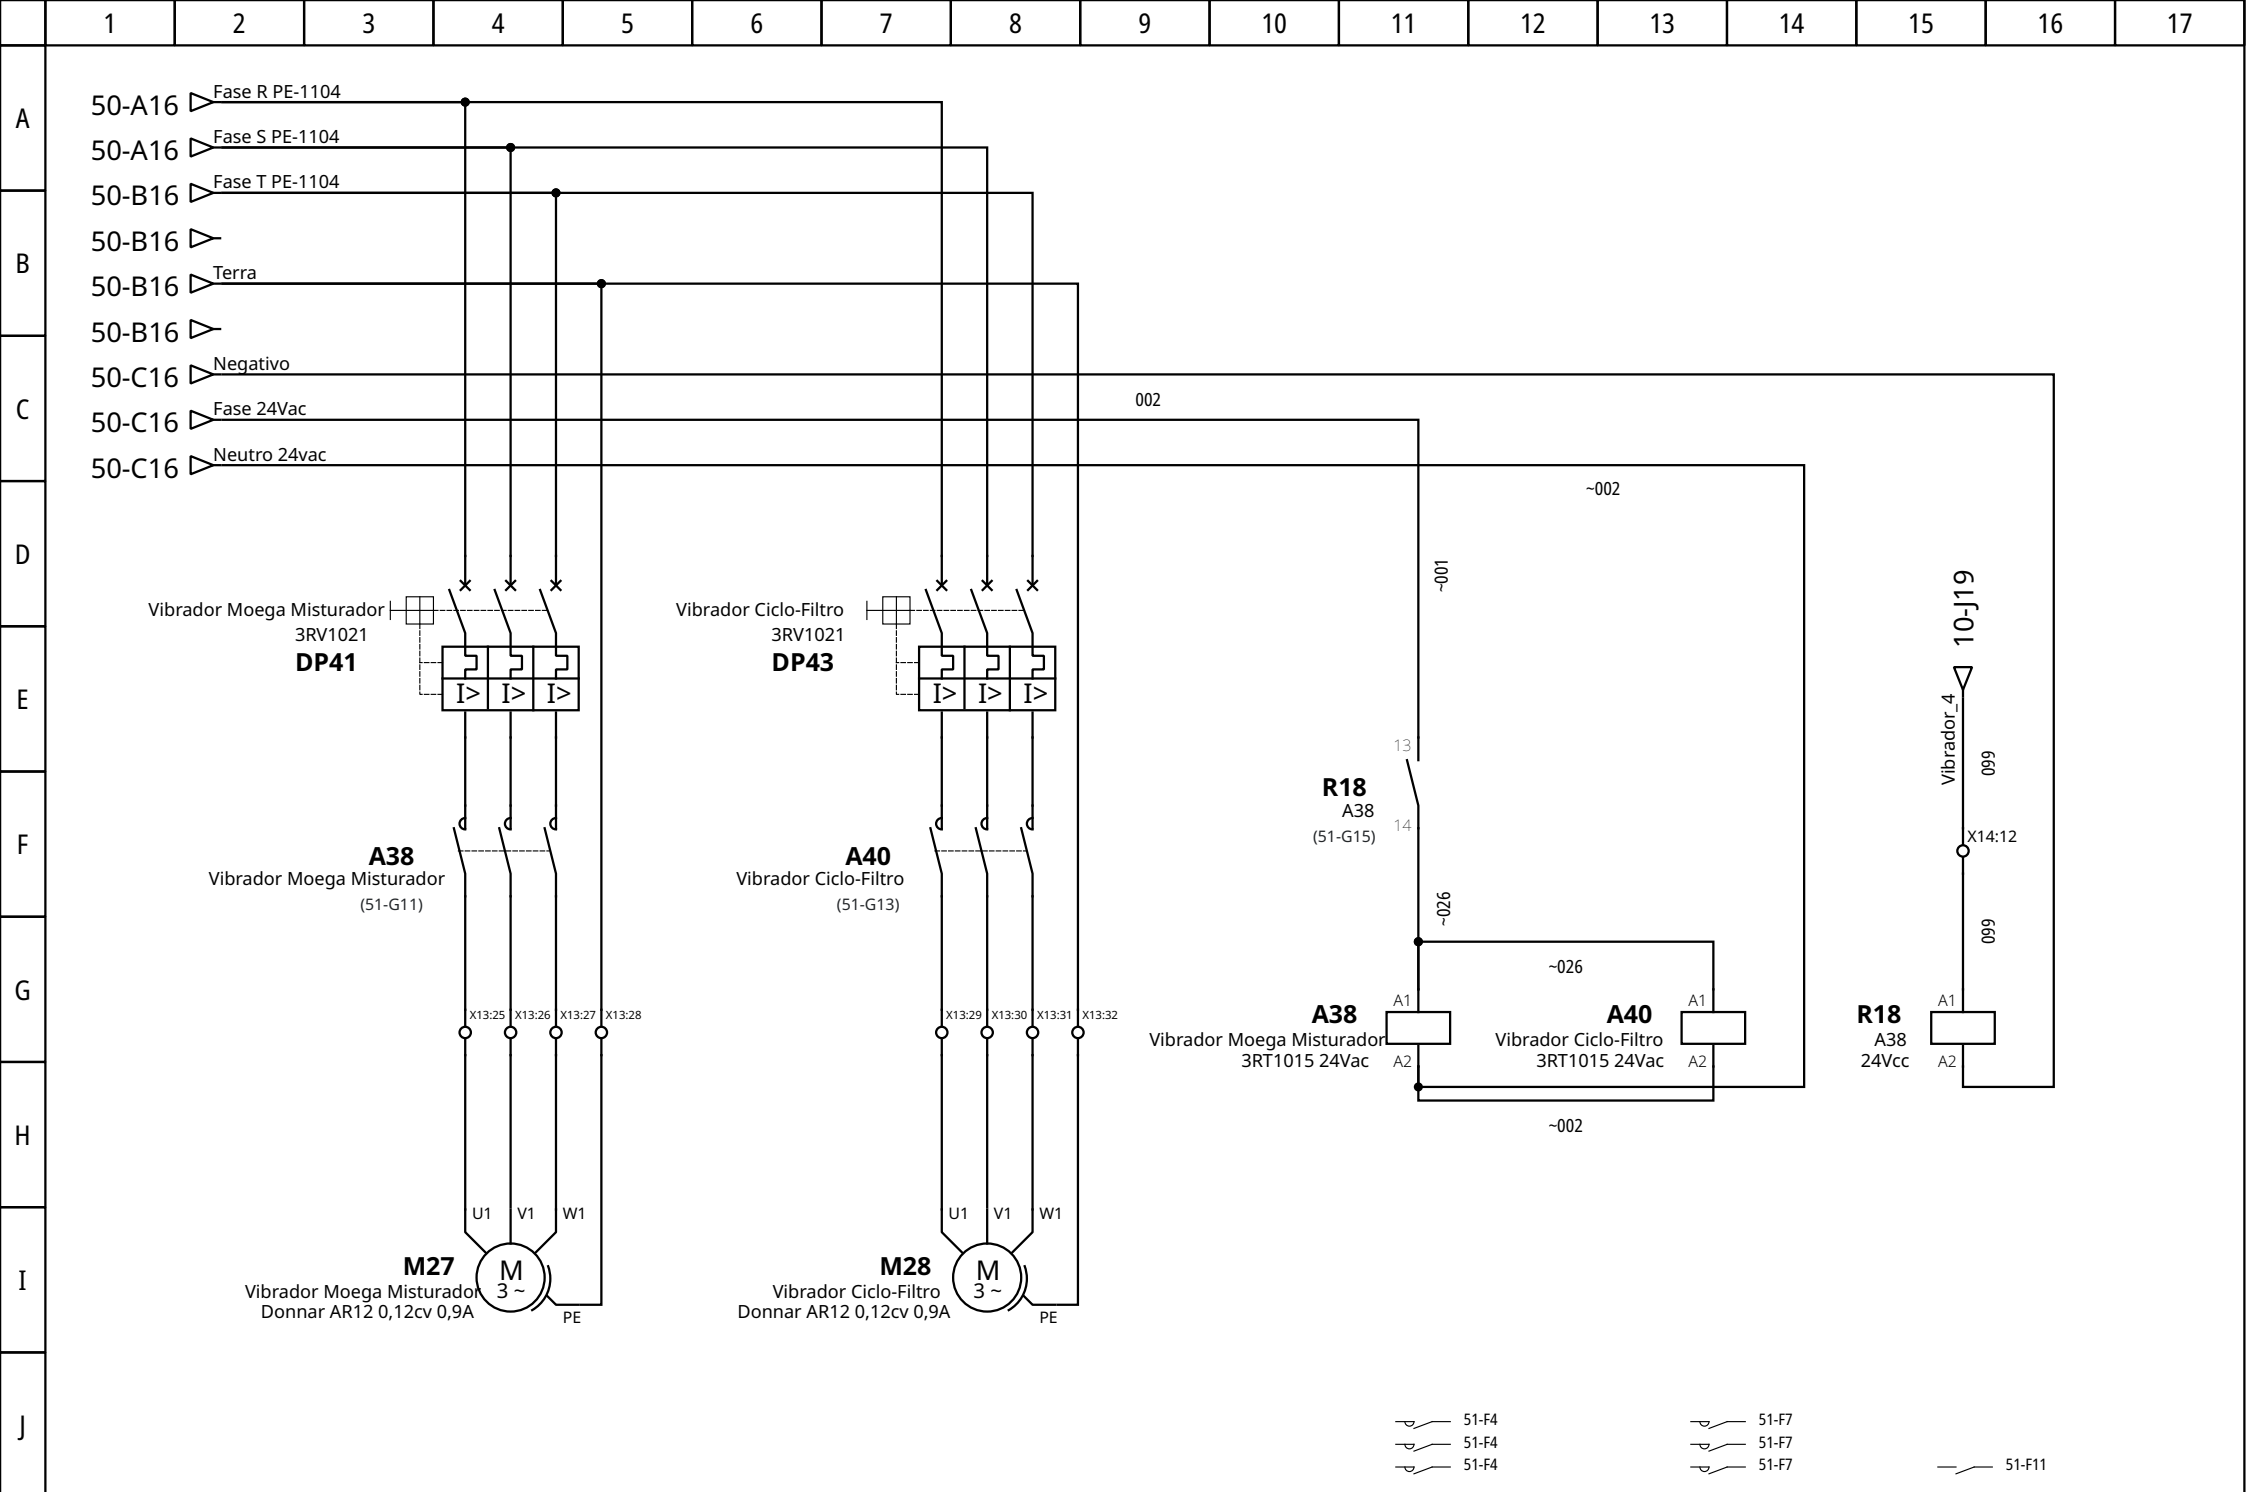 1 2 3 4 5 6 7 8 9 10 11 12 13 14 15 16 17
A
50-A16 Fase R PE-1104
50-A16 Fase S PE-1104
50-B16 Fase T PE-1104
50-B16
B
50-B16 Terra
50-B16
50-C16 Negativo
C
002
50-C16 Fase 24Vac
50-C16 Neutro 24vac
~002
D
~001
10-J19
Vibrador Moega Misturador
3RV1021
DP41
I> I> I>
Vibrador Ciclo-Filtro
3RV1021
DP43
I> I> I>
E
Vibrador_4
099
13
R18
A38
14
(51-G15)
X14:12
F
A38
Vibrador Moega Misturador
(51-G11)
A40
Vibrador Ciclo-Filtro
(51-G13)
~026
099
~026
G
X13:25 X13:26 X13:27 X13:28
X13:29 X13:30 X13:31 X13:32
A1
A38
Vibrador Moega Misturador
3RT1015 24Vac
A2
A1
A40
Vibrador Ciclo-Filtro
3RT1015 24Vac
A2
A1
R18
A38
24Vcc
A2
H
~002
U1 V1 W1
U1 V1 W1
I
M27
Vibrador Moega Misturador
Donnar AR12 0,12cv 0,9A
M
3 ~
PE
M28
Vibrador Ciclo-Filtro
Donnar AR12 0,12cv 0,9A
M
3 ~
PE
J
51-F4 51-F7
51-F4 51-F7
51-F4 51-F7 51-F11